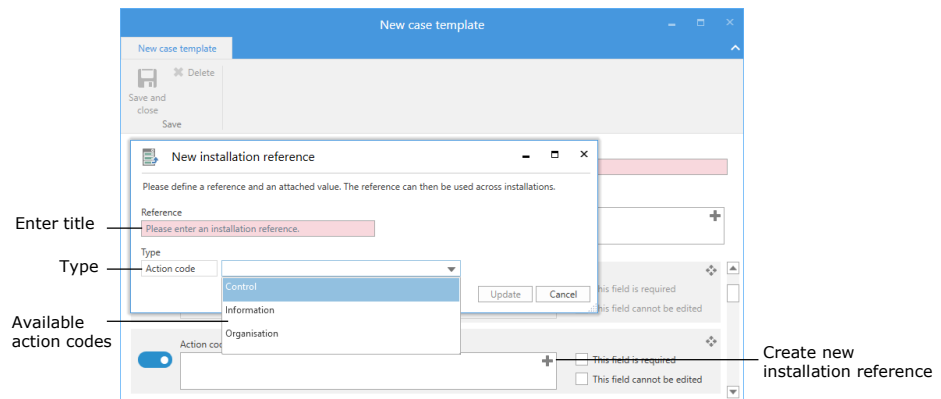 New case template
New case template
Delete
Save and
close
Save
New installation reference
Please define a reference and an attached value. The reference can then be used across installations.
Reference
Please enter an installation reference.
Enter title
Type
Action code
Type
Control
Information
Organisation
Update
Cancel
This field is required
This field cannot be edited
Available
action codes
Action cod
This field is required
This field cannot be edited
Create new
installation reference